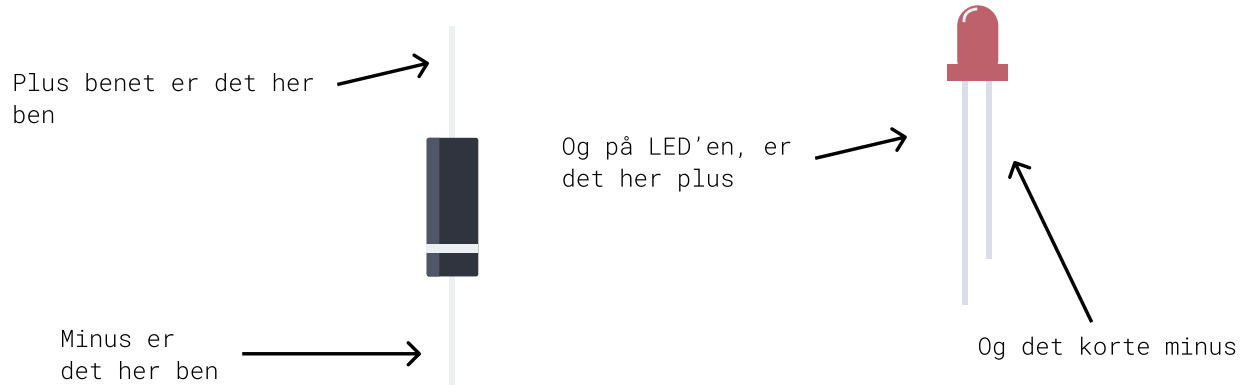 Plus benet er det her
ben
Og på LED’en, er
det her plus
Minus er
det her ben
Og det korte minus